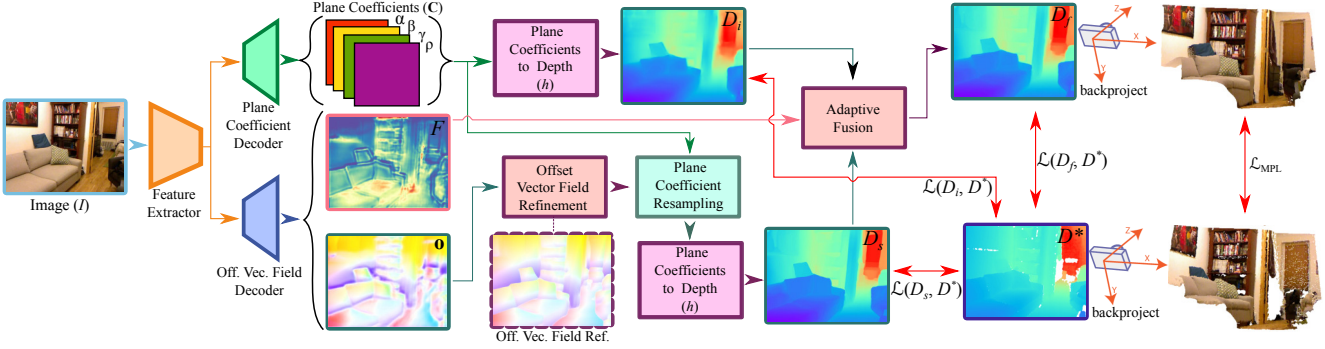 Plane Coefficients (C)
α
β
γ
ρ
Plane
Coefficients
to Depth
(h)
D_i
D_f
Z
X
Y
backproject
Plane
Coefficient
Decoder
Adaptive
Fusion
F
Image (I)
Feature
Extractor
Offset
Vector Field
Refinement
Plane
Coefficient
Resampling
ℒ(D_i, D*)
ℒ(D_f, D*)
ℒ_MPL
Off. Vec. Field
Decoder
o
Off. Vec. Field Ref.
Plane
Coefficients
to Depth
(h)
D_s
ℒ(D_s, D*)
D*
Z
X
Y
backproject